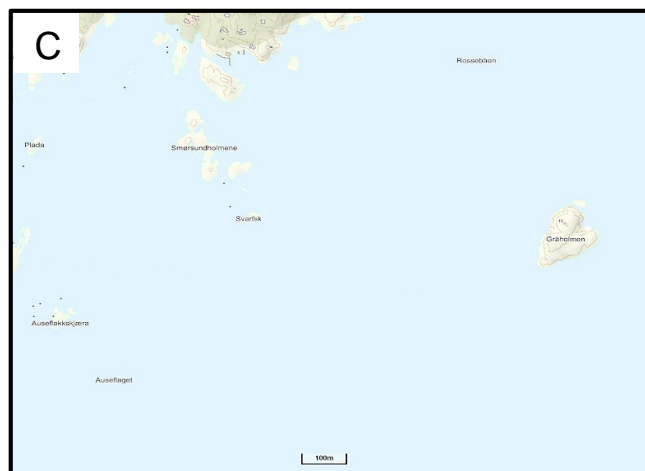 C
Rossebåen
Plada
Smørsundholmene
Svarfisk
Gråholmen
Auseflakkskjæra
Auseflaget
100m